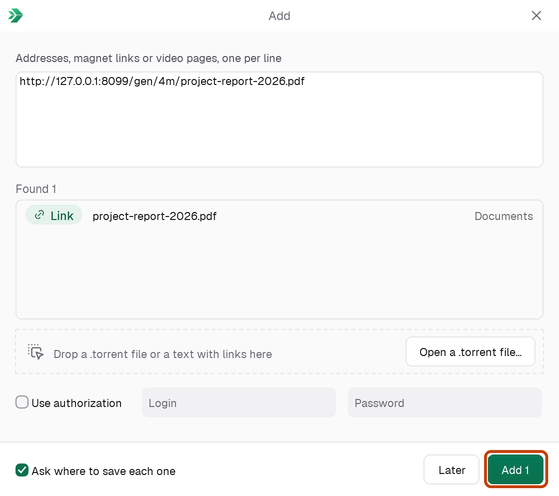 Add
Addresses, magnet links or video pages, one per line
http://127.0.0.1:8099/gen/4m/project-report-2026.pdf
Found 1
Link project-report-2026.pdf Documents
Drop a .torrent file or a text with links here Open a .torrent file...
Use authorization Login Password
Ask where to save each one Later Add 1